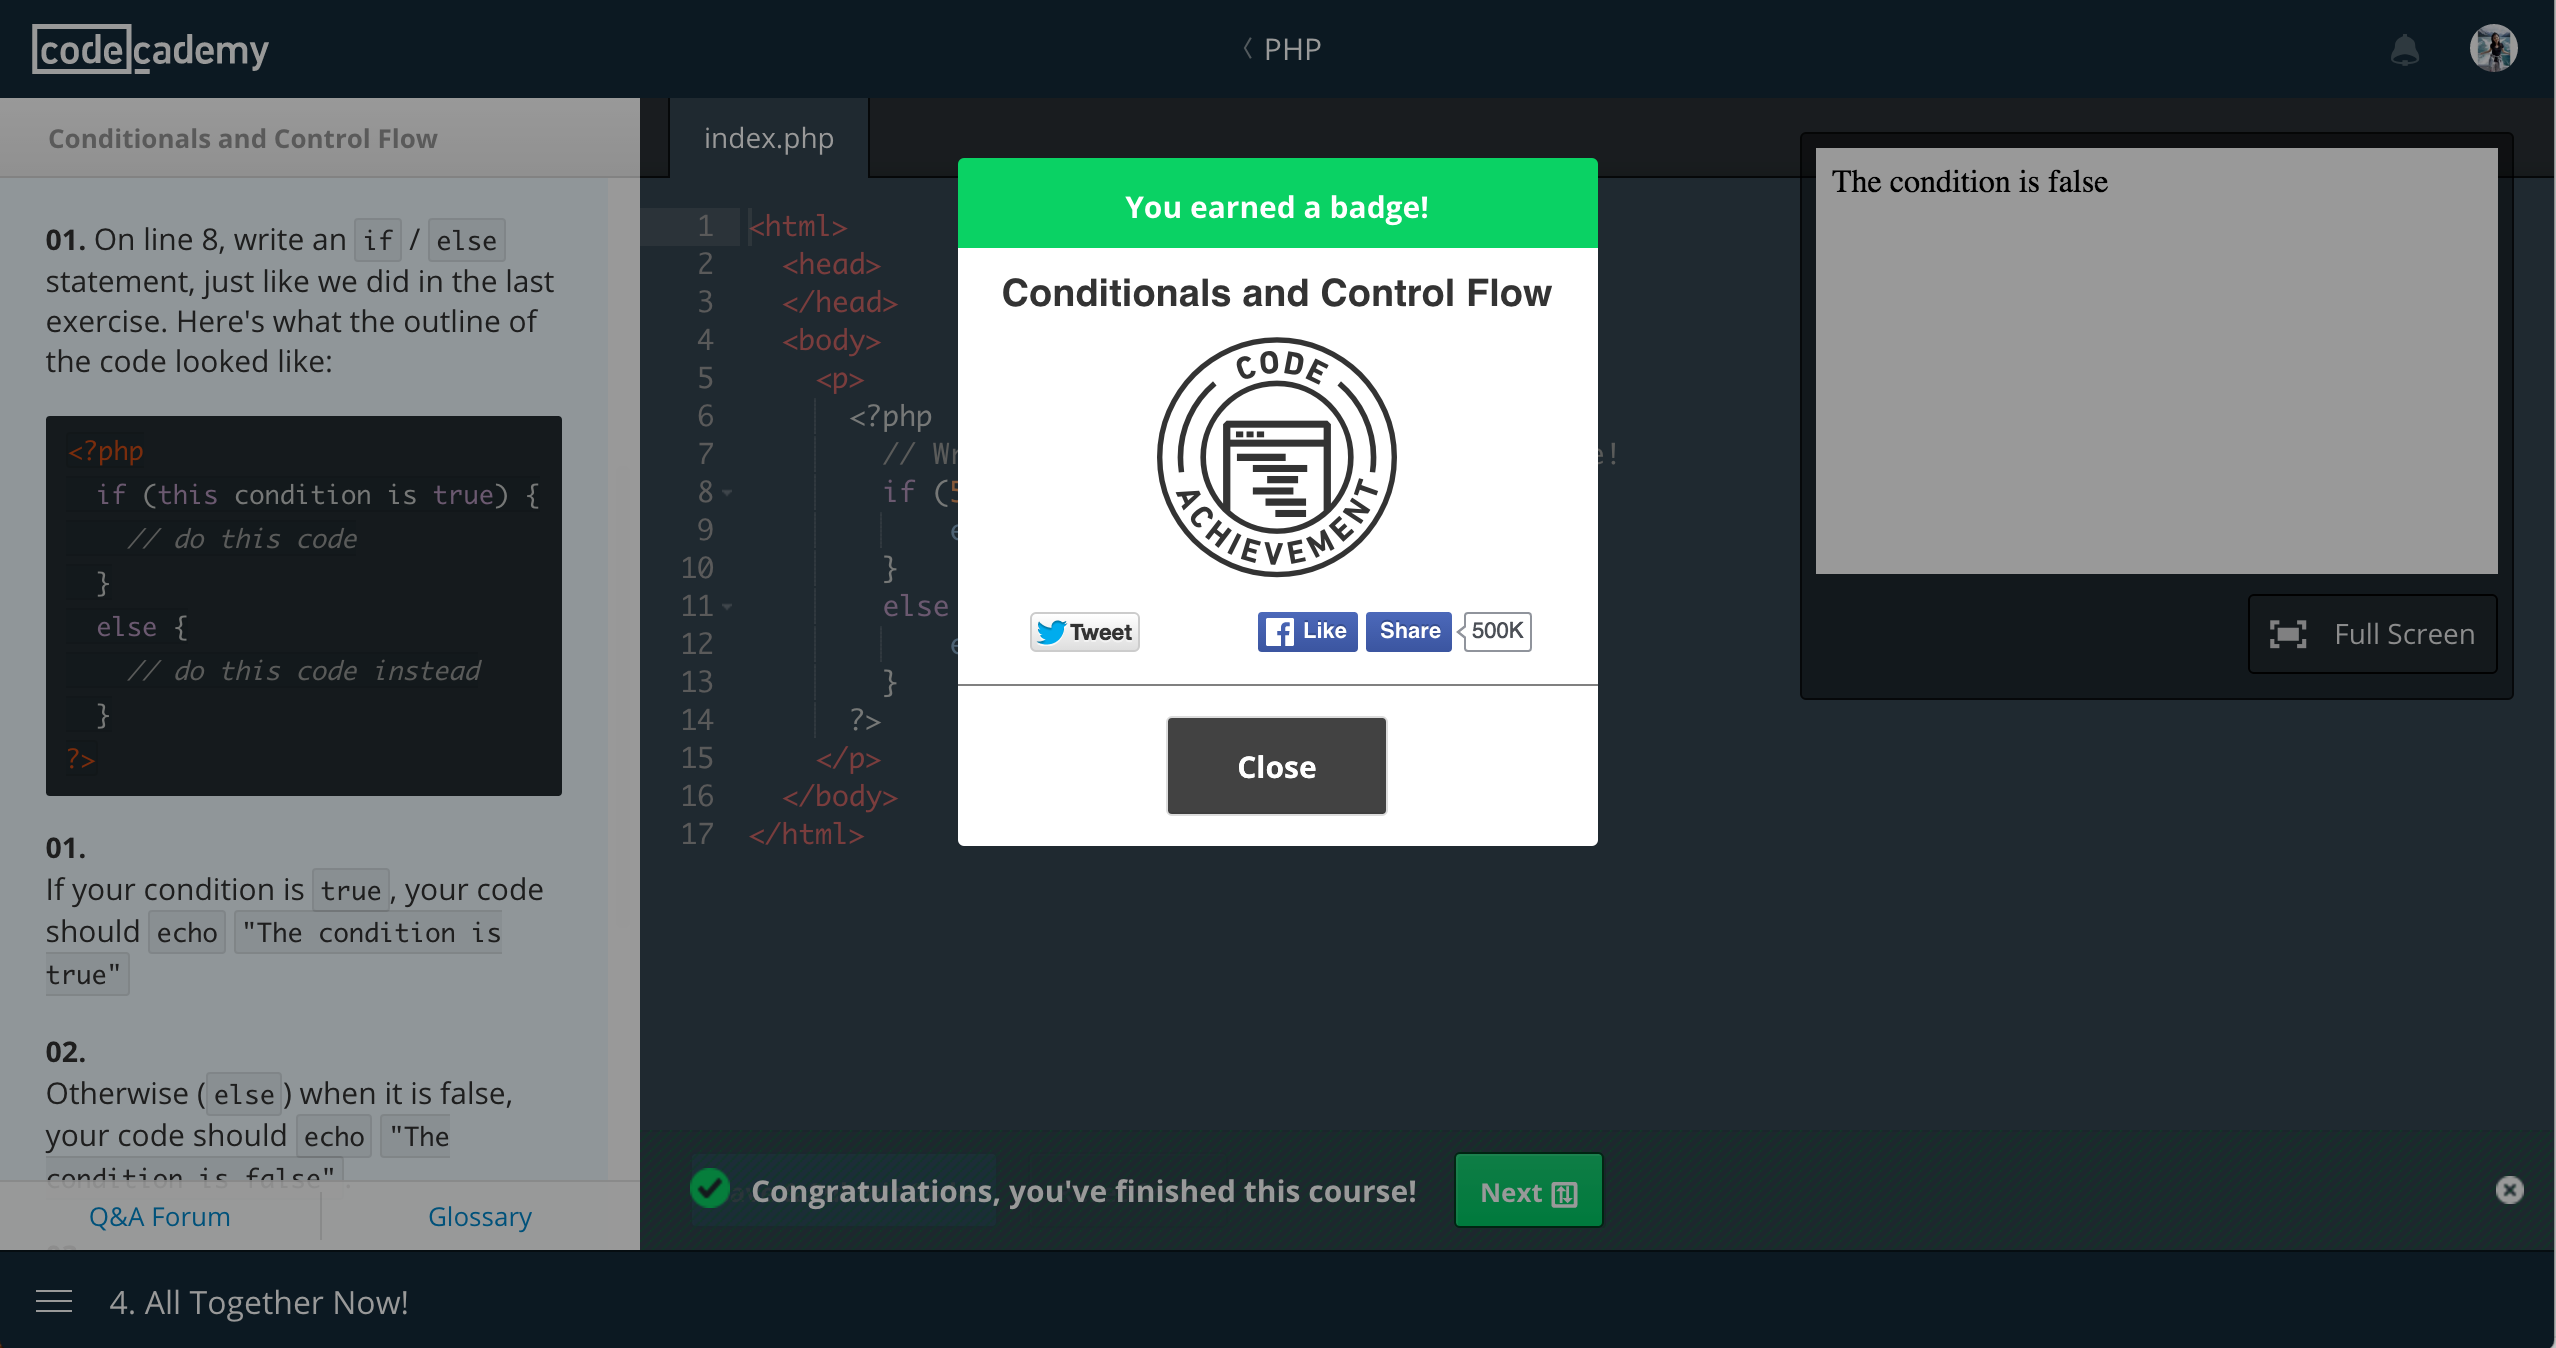 codecademy
PHP
Conditionals and Control Flow
01. On line 8, write an if / else
statement, just like we did in the last
exercise. Here's what the outline of
the code looked like:
<?php
if (this condition is true) {
// do this code
}
else {
// do this code instead
}
?>
01.
If your condition is true, your code
should echo "The condition is
true"
02.
Otherwise (else) when it is false,
your code should echo "The
condition is false".
Q&A Forum
Glossary
index.php
1 <html>
2 <head>
3 </head>
4 <body>
5 <p>
6 <?php
7 //
8 if (
9
10 }
11 else
12
13 }
14 ?>
15 </p>
16 </body>
17 </html>
You earned a badge!
Conditionals and Control Flow
CODE
ACHIEVEMENT
Tweet
Like
Share
500K
Close
The condition is false
Full Screen
Congratulations, you've finished this course!
Next
4. All Together Now!